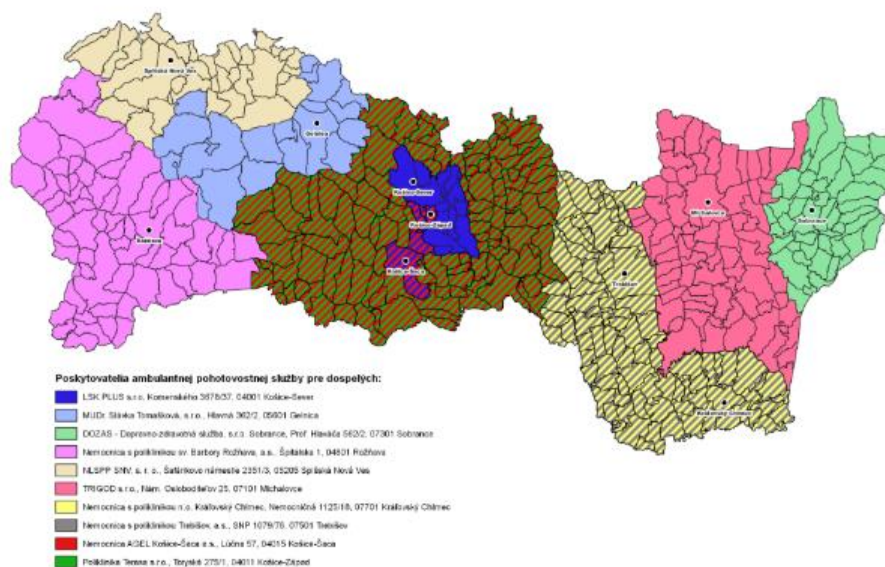 Spišská Nová Ves
Gelnica
Košice-Sever
Košice-Západ
Rožňava
Košice-Šaca
Michalovce
Sobrance
Trebišov
Kráľovský Chlmec
Poskytovatelia ambulantnej pohotovostnej služby pre dospelých:
LSK PLUS s.r.o, Komenského 3678/37, 04001 Košice-Sever
MUDr. Slávka Tomašková, s.r.o., Hlavná 362/2, 05601 Gelnica
DOZAS - Dopravno-zdravotná služba, s.r.o. Sobrance, Prof. Hlaváča 562/2, 07301 Sobrance
Nemocnica s poliklinikou sv. Barbory Rožňava, a.s., Špitálska 1, 04801 Rožňava
NLSPP SNV, s. r. o., Šafárikovo námestie 2351/3, 05205 Spišská Nová Ves
TRIGOD s.r.o., Nám. Osloboditeľov 25, 07101 Michalovce
Nemocnica s poliklinikou n.o. Kráľovský Chlmec, Nemocničná 1125/18, 07701 Kráľovský Chlmec
Nemocnica s poliklinikou Trebišov, a.s., SNP 1079/76, 07501 Trebišov
Nemocnica AGEL Košice-Šaca a.s., Lúčna 57, 04015 Košice-Šaca
Poliklinika Terasa s.r.o., Toryská 275/1, 04011 Košice-Západ